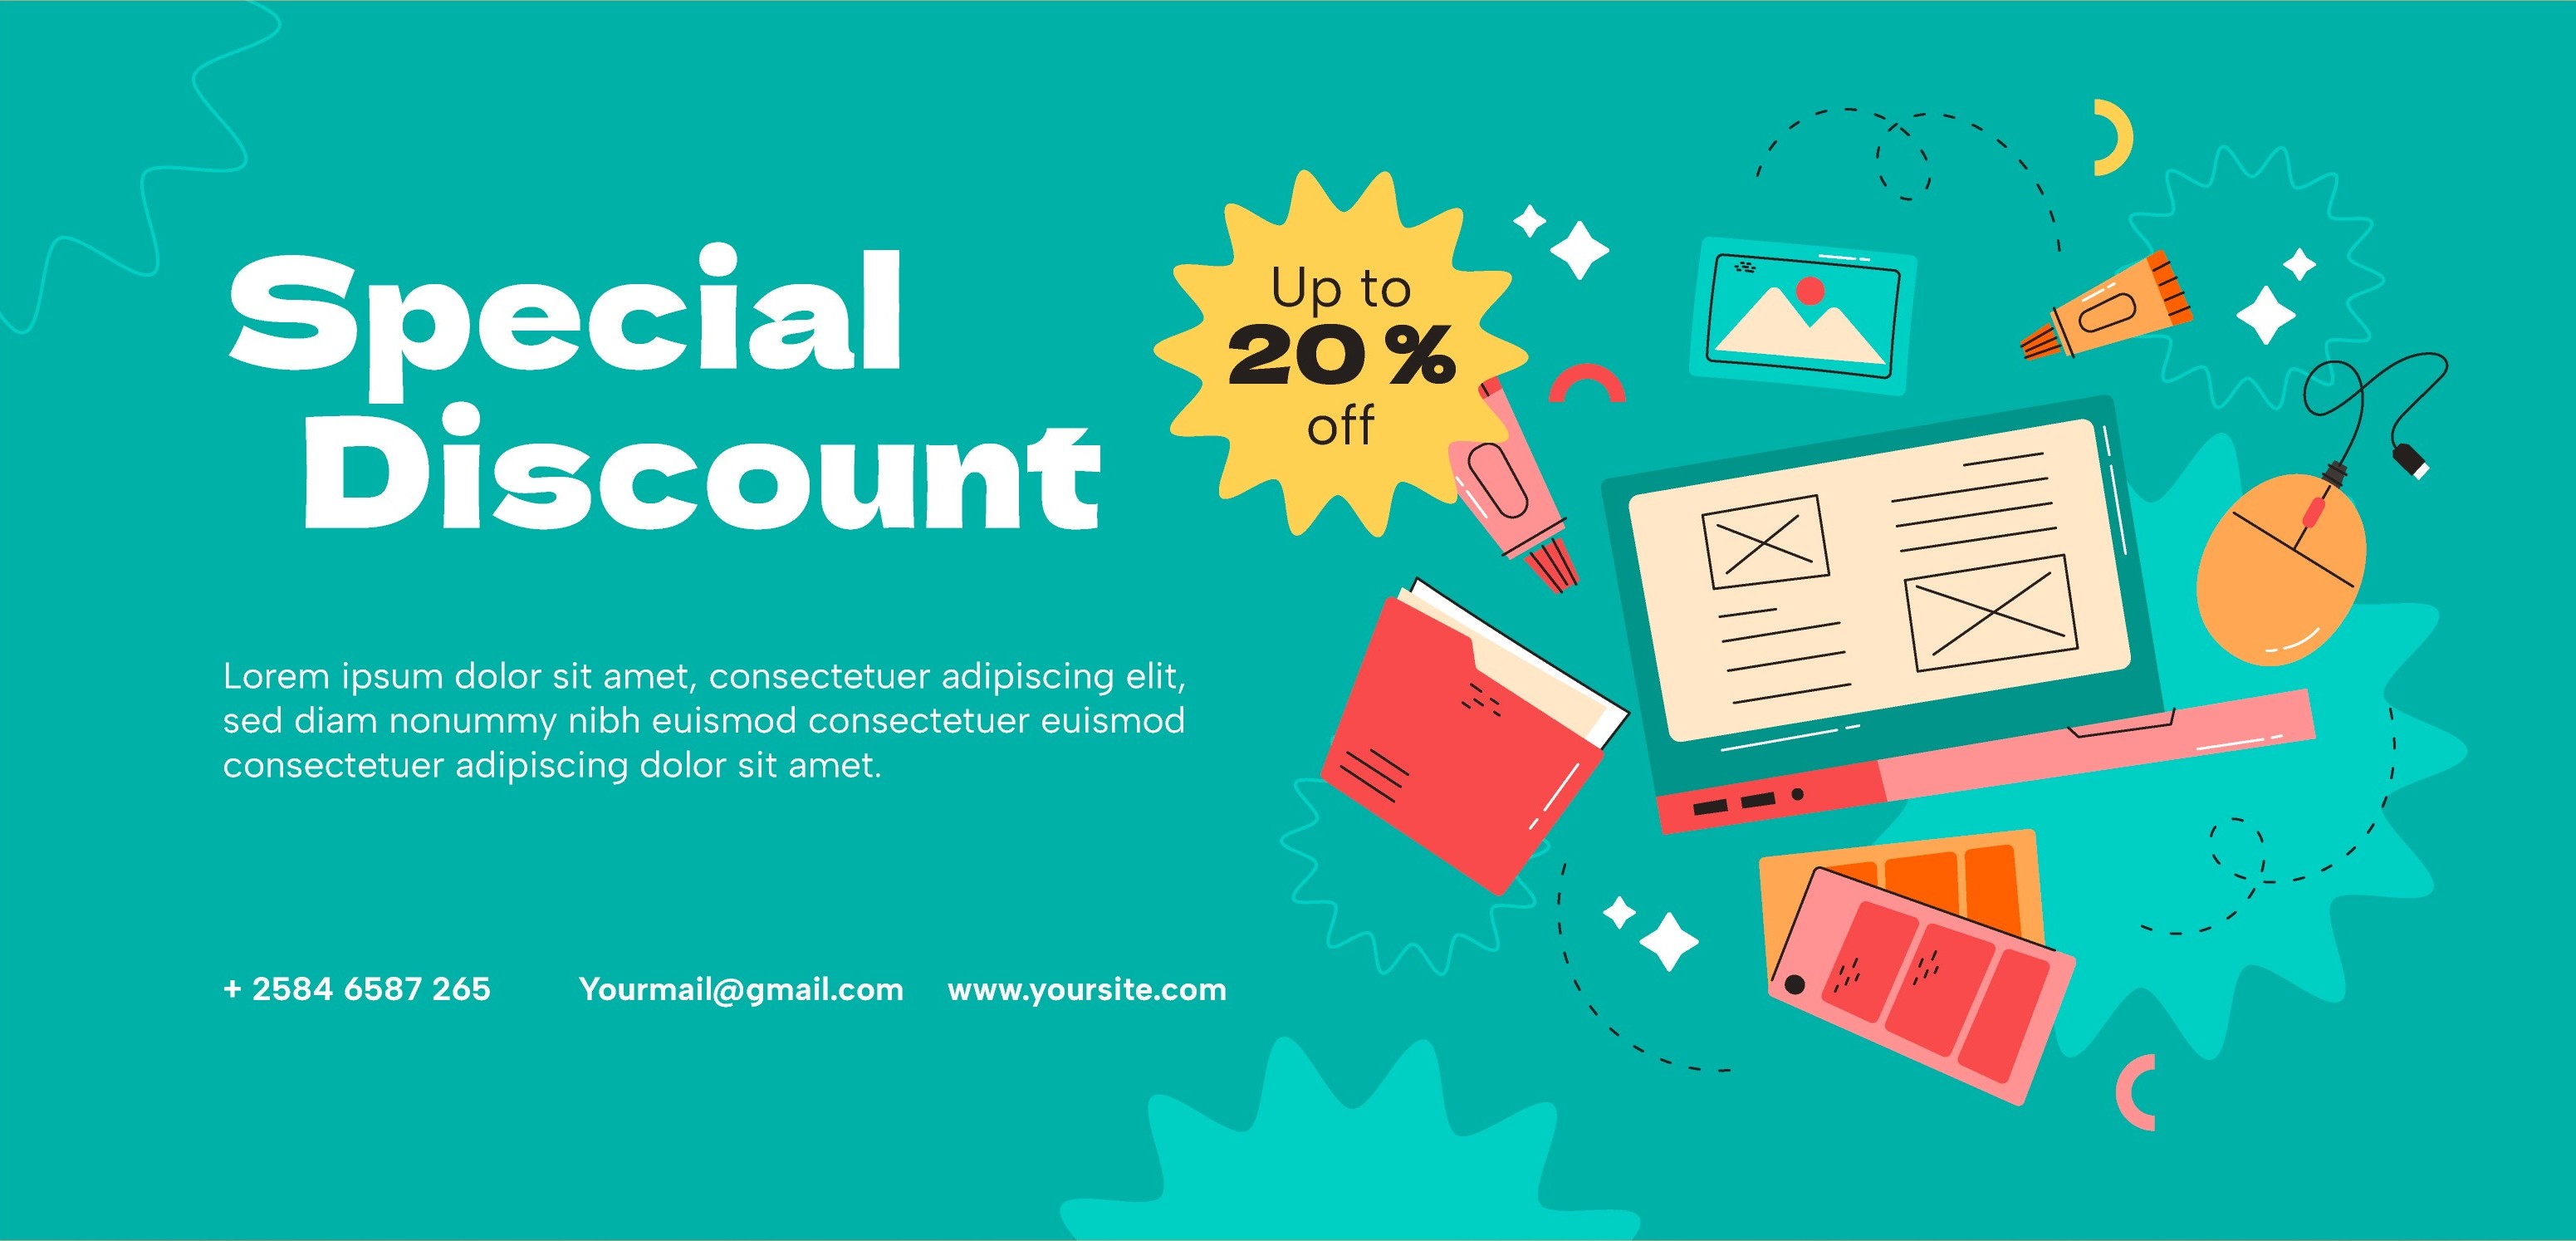 Special
Discount
Up to
20 %
off
Lorem ipsum dolor sit amet, consectetuer adipiscing elit,
sed diam nonummy nibh euismod consectetuer euismod
consectetuer adipiscing dolor sit amet.
+ 2584 6587 265 Yourmail@gmail.com www.yoursite.com